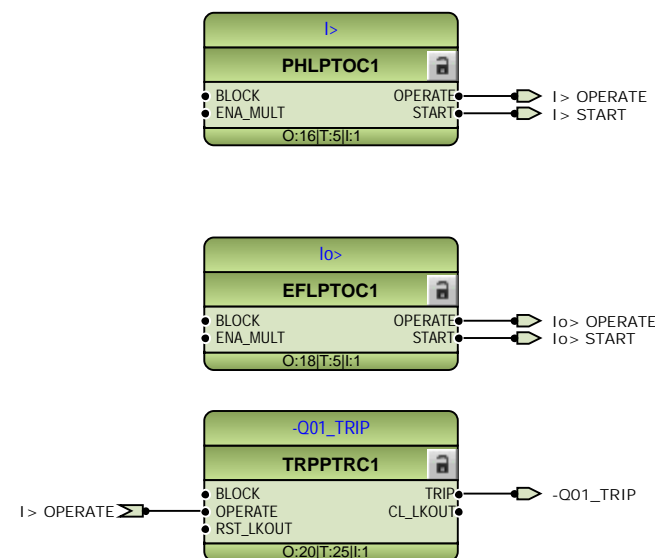 I>
PHLPTOC1
BLOCK OPERATE I> OPERATE
ENA_MULT START I> START
O:16|T:5|I:1
Io>
EFLPTOC1
BLOCK OPERATE Io> OPERATE
ENA_MULT START Io> START
O:18|T:5|I:1
-Q01_TRIP
TRPPTRC1
BLOCK TRIP -Q01_TRIP
I> OPERATE OPERATE CL_LKOUT
RST_LKOUT
O:20|T:25|I:1